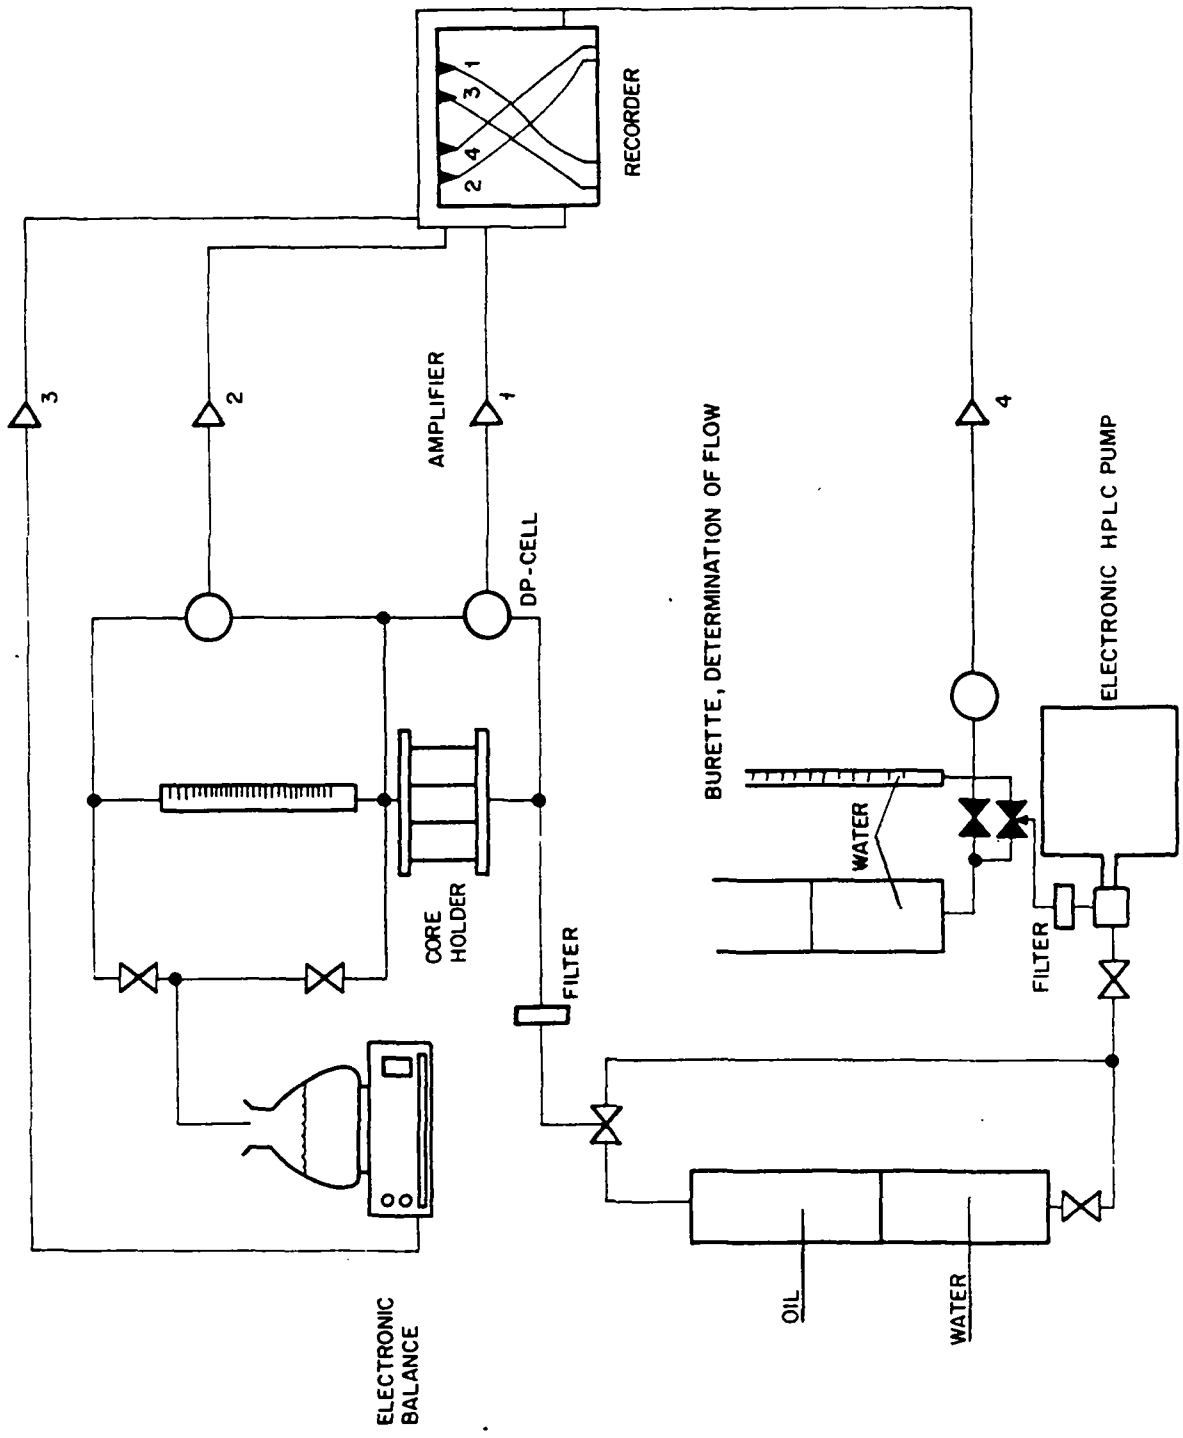 ELECTRONIC
BALANCE
CORE
HOLDER
FILTER
DP-CELL
AMPLIFIER
3
2
1
4
RECORDER
2
4
3
1
OIL
WATER
FILTER
WATER
BURETTE, DETERMINATION OF FLOW
ELECTRONIC HPLC PUMP